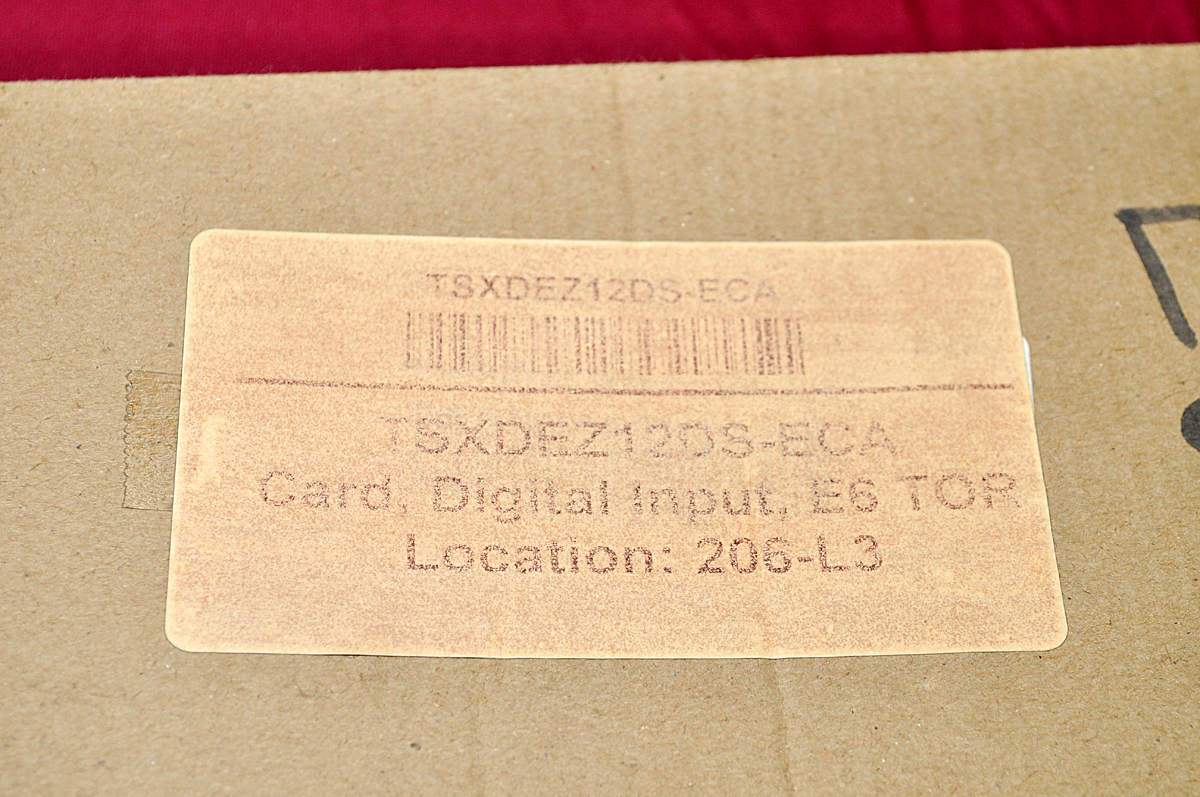 TSXDEZ12DS-ECA
TSXDEZ12DS-ECA
Card, Digital Input, E6 TOR
Location: 206-L3